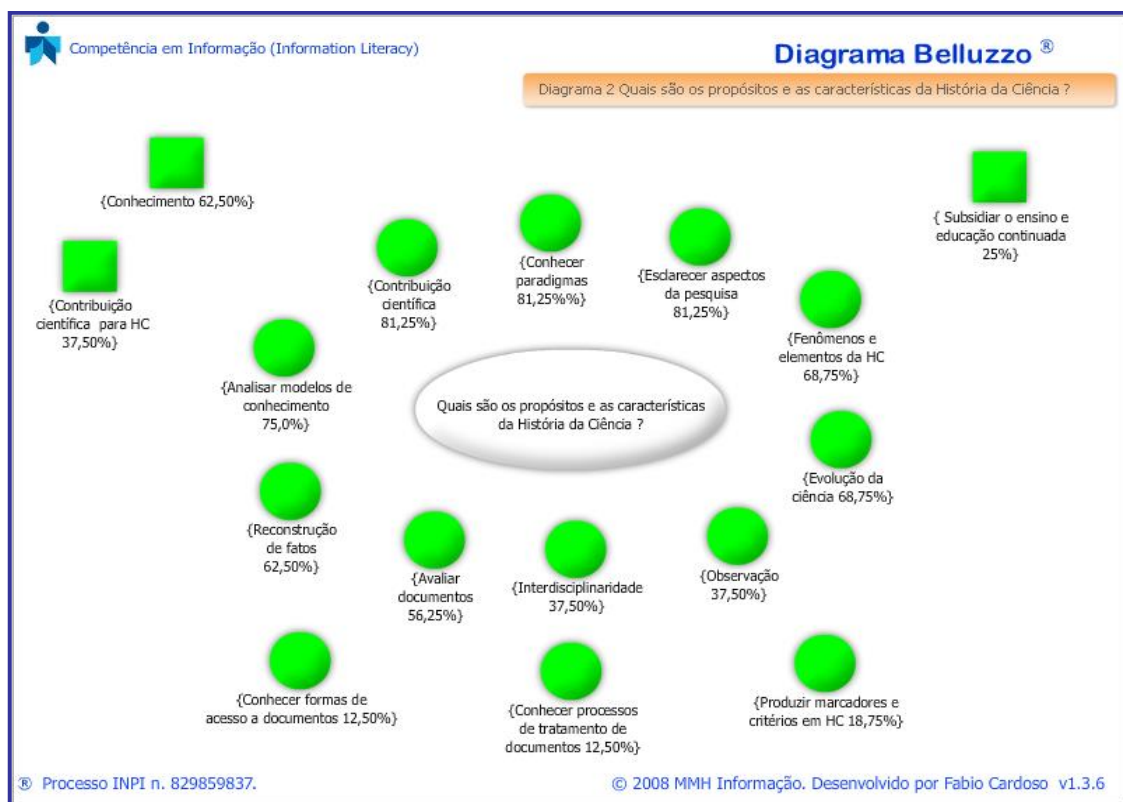 Competência em Informação (Information Literacy)
Diagrama Belluzzo ®
Diagrama 2 Quais são os propósitos e as características da História da Ciência ?
{Conhecimento 62,50%}
{ Subsidiar o ensino e
educação continuada
25%}
{Contribuição
científica para HC
37,50%}
{Contribuição
científica
81,25%}
{Conhecer
paradigmas
81,25%%}
{Esclarecer aspectos
da pesquisa
81,25%}
{Fenômenos e
elementos da HC
68,75%}
{Analisar modelos de
conhecimento
75,0%}
Quais são os propósitos e as características
da História da Ciência ?
{Evolução da
ciência 68,75%}
{Reconstrução
de fatos
62,50%}
{Avaliar
documentos
56,25%}
{Interdisciplinaridade
37,50%}
{Observação
37,50%}
{Conhecer formas de
acesso a documentos 12,50%}
{Conhecer processos
de tratamento de
documentos 12,50%}
{Produzir marcadores e
critérios em HC 18,75%}
® Processo INPI n. 829859837.
© 2008 MMH Informação. Desenvolvido por Fabio Cardoso v1.3.6